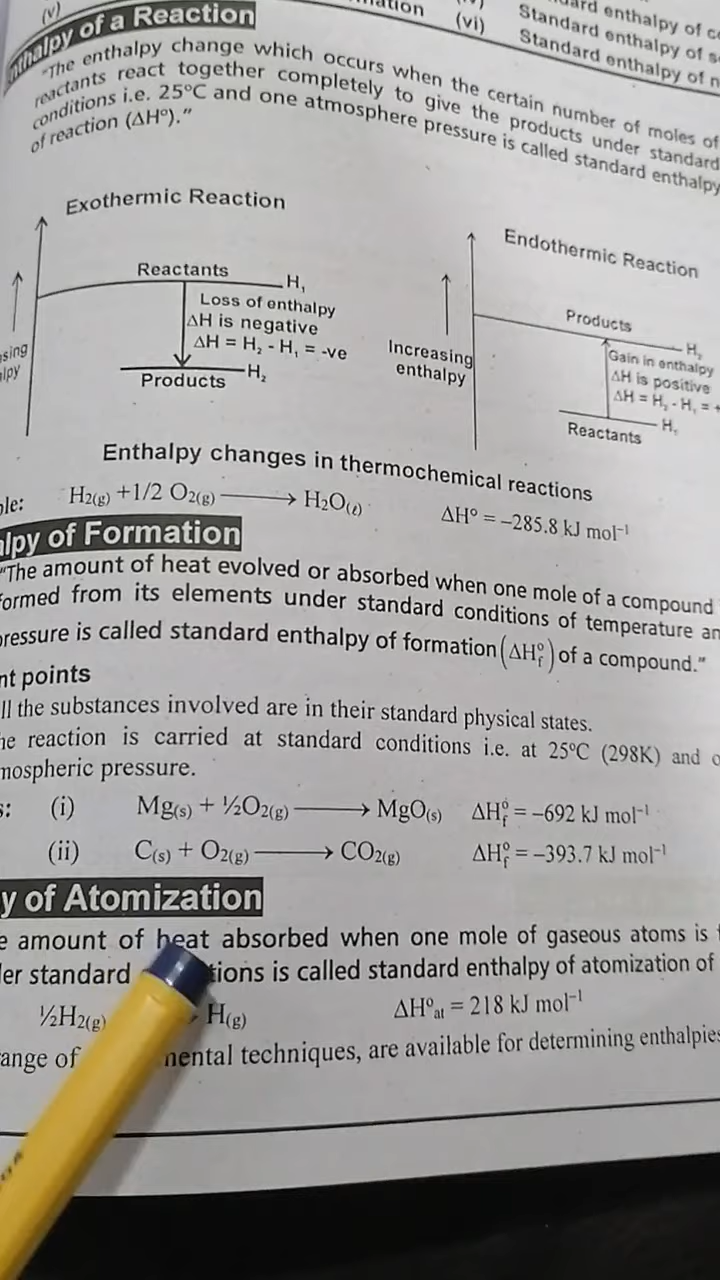 (v)
(vi)
Standard enthalpy of
Standard enthalpy of
Standard enthalpy of
of a Reaction
"The enthalpy change which occurs when the certain number of moles of
reactants react together completely to give the products under standard
conditions i.e. 25°C and one atmosphere pressure is called standard enthalpy
of reaction (ΔH°)."
Exothermic Reaction
Reactants
H₁
Loss of enthalpy
ΔH is negative
ΔH = H₂ - H₁ = -ve
H₂
Products
Endothermic Reaction
Increasing
enthalpy
Products
H₂
Gain in enthalpy
ΔH is positive
ΔH = H₂ - H₁ =
H₁
Reactants
Enthalpy changes in thermochemical reactions
H₂(g) +1/2 O₂(g) ⟶ H₂O(ℓ) ΔH° = –285.8 kJ mol⁻¹
of Formation
"The amount of heat evolved or absorbed when one mole of a compound
formed from its elements under standard conditions of temperature
pressure is called standard enthalpy of formation (ΔH°f) of a compound."
points
the substances involved are in their standard physical states.
reaction is carried at standard conditions i.e. at 25°C (298K) and
pressure.
(i) Mg(s) + ½O₂(g) ⟶ MgO(s) ΔH°f = –692 kJ mol⁻¹
(ii) C(s) + O₂(g) ⟶ CO₂(g) ΔH°f = –393.7 kJ mol⁻¹
of Atomization
amount of heat absorbed when one mole of gaseous atoms is
standard is called standard enthalpy of atomization of
½H₂(g) H(g) ΔH°at = 218 kJ mol⁻¹
of techniques, are available for determining enthalpies